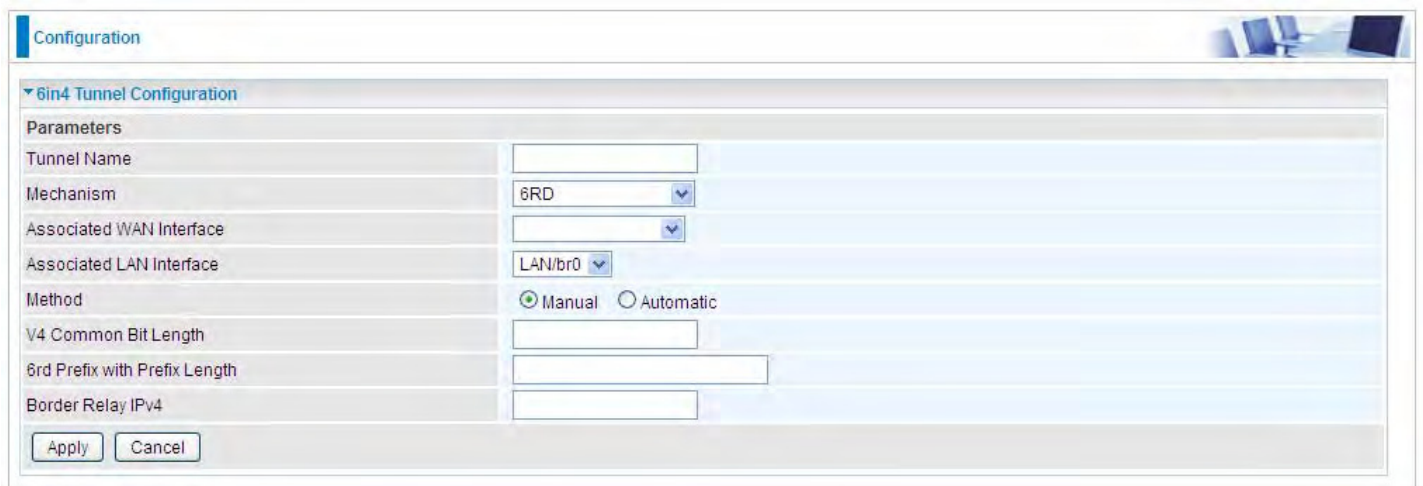 Configuration
6in4 Tunnel Configuration
Parameters
Tunnel Name
Mechanism 6RD
Associated WAN Interface
Associated LAN Interface LAN/br0
Method Manual Automatic
V4 Common Bit Length
6rd Prefix with Prefix Length
Border Relay IPv4
Apply Cancel